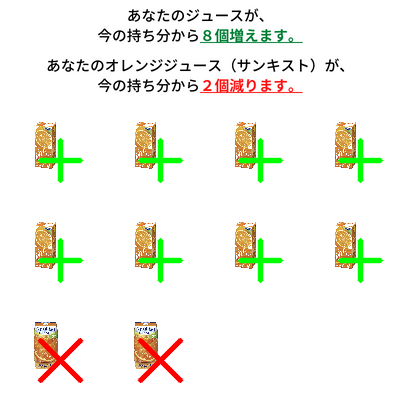 あなたのジュースが、
今の持ち分から８個増えます。
あなたのオレンジジュース（サンキスト）が、
今の持ち分から２個減ります。